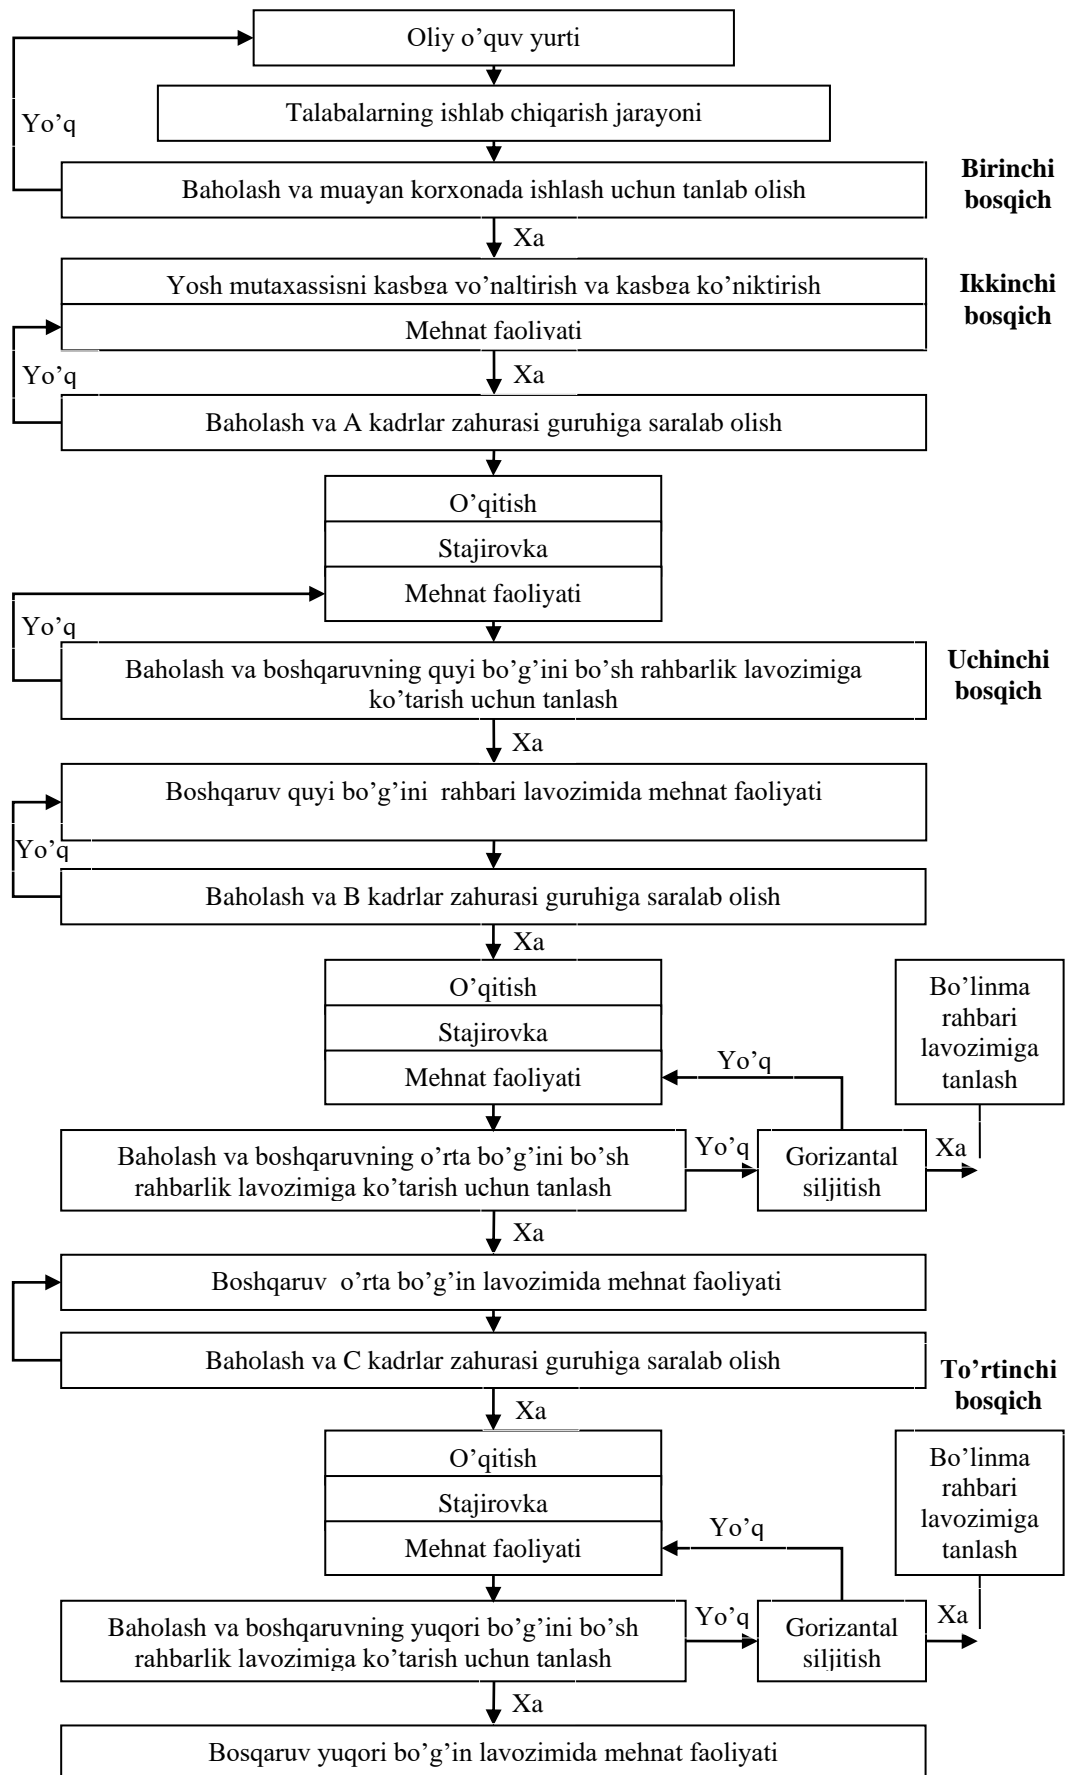 Oliy o’quv yurti
Talabalarning ishlab chiqarish jarayoni
Yo’q
Baholash va muayan korxonada ishlash uchun tanlab olish
Birinchi
bosqich
Xa
Yosh mutaxassisni kasbga yo’naltirish va kasbga ko’niktirish
Ikkinchi
bosqich
Mehnat faoliyati
Yo’q
Xa
Baholash va A kadrlar zahurasi guruhiga saralab olish
O’qitish
Stajirovka
Mehnat faoliyati
Yo’q
Baholash va boshqaruvning quyi bo’g’ini bo’sh rahbarlik lavozimiga
ko’tarish uchun tanlash
Uchinchi
bosqich
Xa
Boshqaruv quyi bo’g’ini rahbari lavozimida mehnat faoliyati
Yo’q
Baholash va B kadrlar zahurasi guruhiga saralab olish
Xa
O’qitish
Stajirovka
Mehnat faoliyati
Yo’q
Bo’linma
rahbari
lavozimiga
tanlash
Baholash va boshqaruvning o’rta bo’g’ini bo’sh
rahbarlik lavozimiga ko’tarish uchun tanlash
Yo’q
Gorizantal
siljitish
Xa
Xa
Boshqaruv o’rta bo’g’in lavozimida mehnat faoliyati
Baholash va C kadrlar zahurasi guruhiga saralab olish
To’rtinchi
bosqich
Xa
O’qitish
Stajirovka
Mehnat faoliyati
Yo’q
Bo’linma
rahbari
lavozimiga
tanlash
Baholash va boshqaruvning yuqori bo’g’ini bo’sh
rahbarlik lavozimiga ko’tarish uchun tanlash
Yo’q
Gorizantal
siljitish
Xa
Xa
Bosqaruv yuqori bo’g’in lavozimida mehnat faoliyati